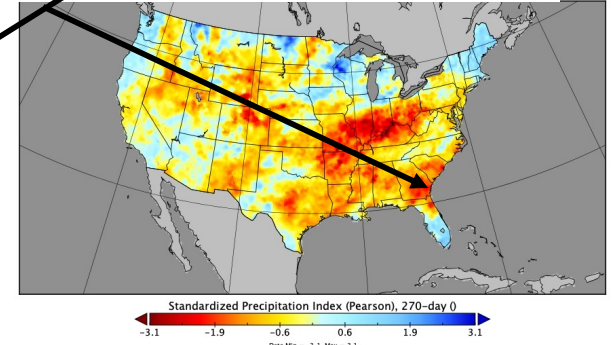 Standardized Precipitation Index (Pearson), 270-day ()
-3.1 -1.9 -0.6 0.6 1.9 3.1